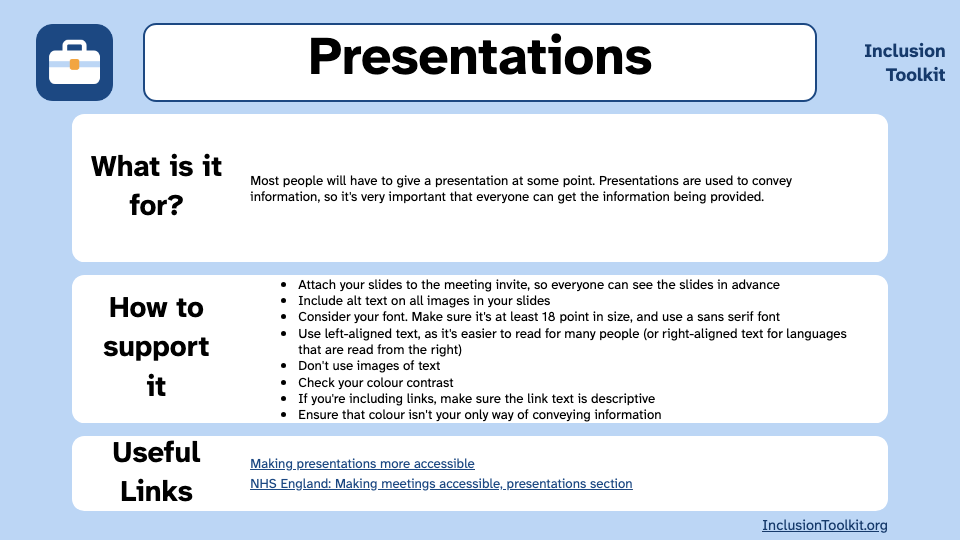 Presentations
Inclusion
Toolkit
What is it
for?
Most people will have to give a presentation at some point. Presentations are used to convey
information, so it's very important that everyone can get the information being provided.
How to
support
it
• Attach your slides to the meeting invite, so everyone can see the slides in advance
• Include alt text on all images in your slides
• Consider your font. Make sure it's at least 18 point in size, and use a sans serif font
• Use left-aligned text, as it's easier to read for many people (or right-aligned text for languages
that are read from the right)
• Don't use images of text
• Check your colour contrast
• If you're including links, make sure the link text is descriptive
• Ensure that colour isn't your only way of conveying information
Useful
Links
Making presentations more accessible
NHS England: Making meetings accessible, presentations section
InclusionToolkit.org